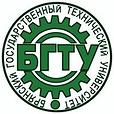 БРЯНСКИЙ ГОСУДАРСТВЕННЫЙ ТЕХНИЧЕСКИЙ УНИВЕРСИТЕТ
БГТУ